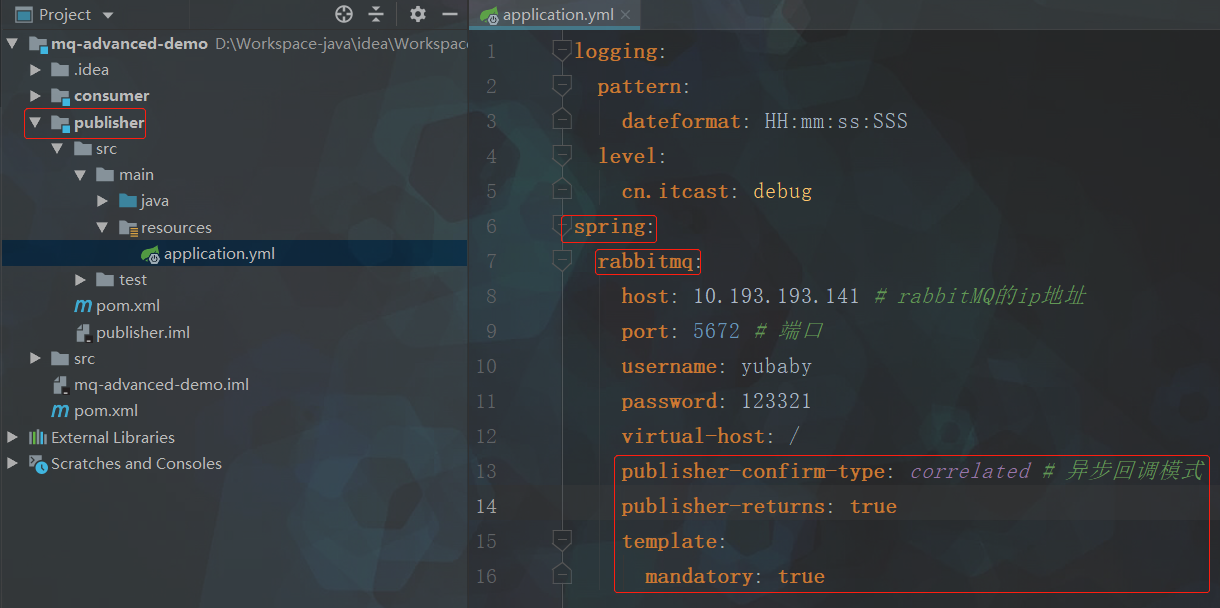 Project
mq-advanced-demo D:\Workspace-java\idea\Workspac
.idea
consumer
publisher
src
main
java
resources
application.yml
test
pom.xml
publisher.iml
src
mq-advanced-demo.iml
pom.xml
External Libraries
Scratches and Consoles
application.yml
1 logging:
2 pattern:
3 dateformat: HH:mm:ss:SSS
4 level:
5 cn.itcast: debug
6 spring:
7 rabbitmq:
8 host: 10.193.193.141 # rabbitMQ的ip地址
9 port: 5672 # 端口
10 username: yubaby
11 password: 123321
12 virtual-host: /
13 publisher-confirm-type: correlated # 异步回调模式
14 publisher-returns: true
15 template:
16 mandatory: true